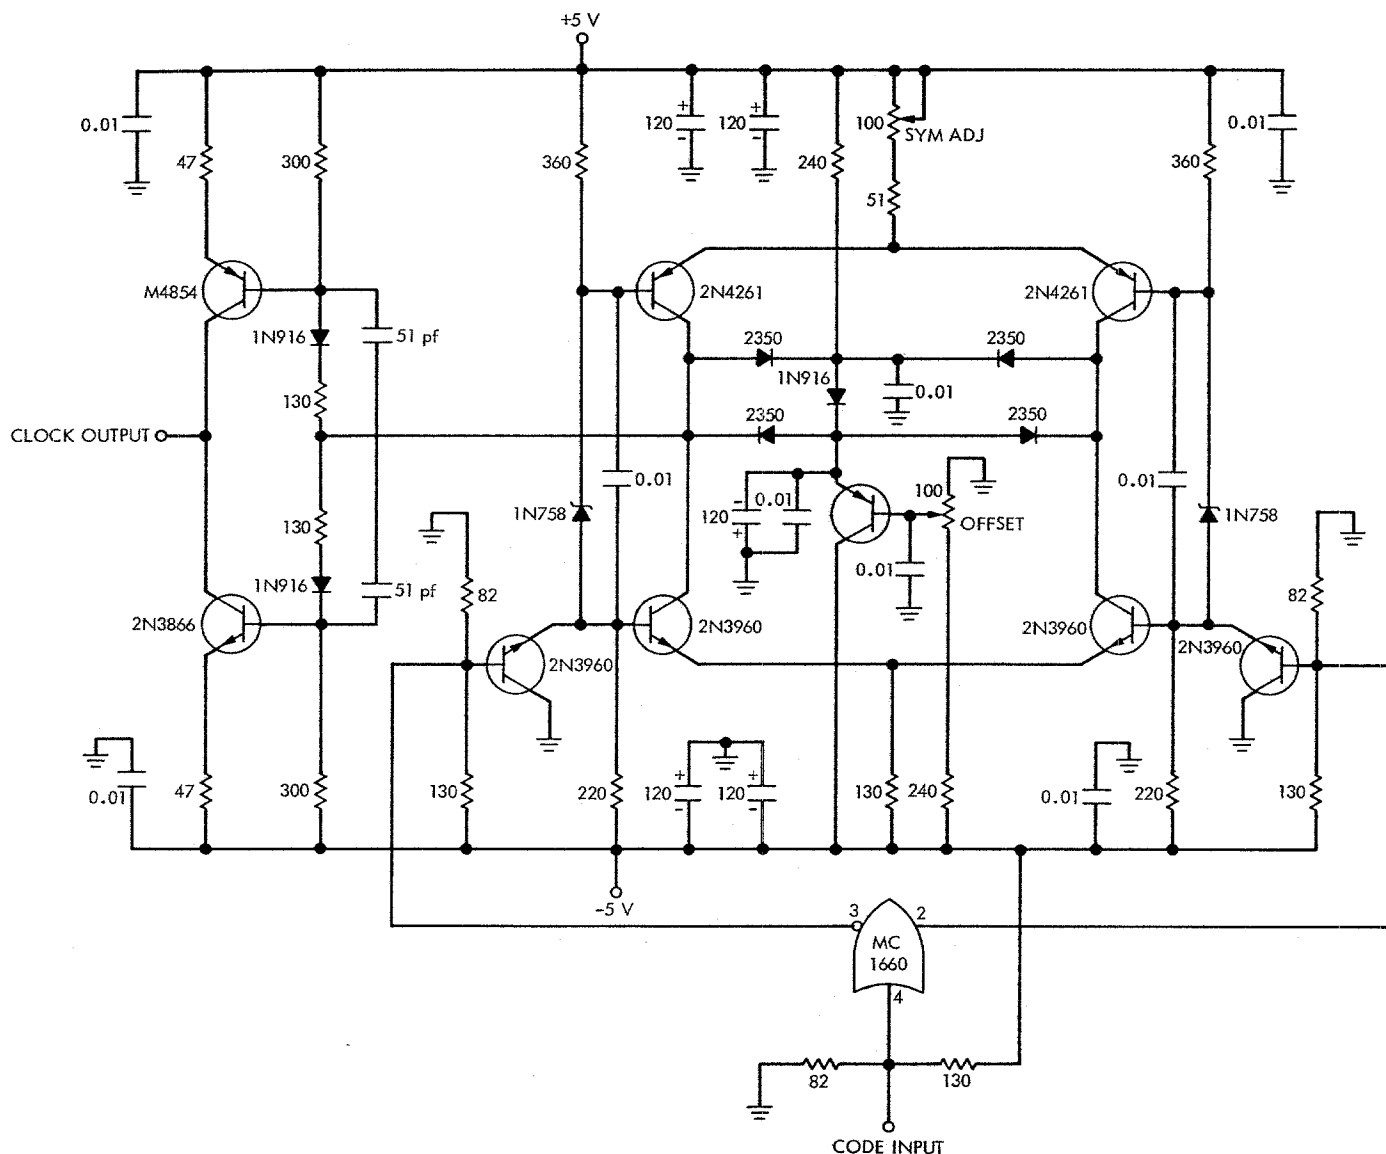 +5 V
0.01
47
300
360
120
+
-
120
+
-
240
100
SYM ADJ
51
360
0.01
M4854
1N916
51 pf
130
2N4261
2N4261
2350
2350
1N916
0.01
CLOCK OUTPUT
2350
2350
0.01
1N758
130
1N916
51 pf
-
120
+
0.01
100
OFFSET
0.01
0.01
1N758
82
82
2N3866
2N3960
2N3960
2N3960
2N3960
0.01
47
300
130
220
+
120
-
+
120
-
130
240
0.01
220
130
-5 V
3
2
MC
1660
4
82
130
CODE INPUT